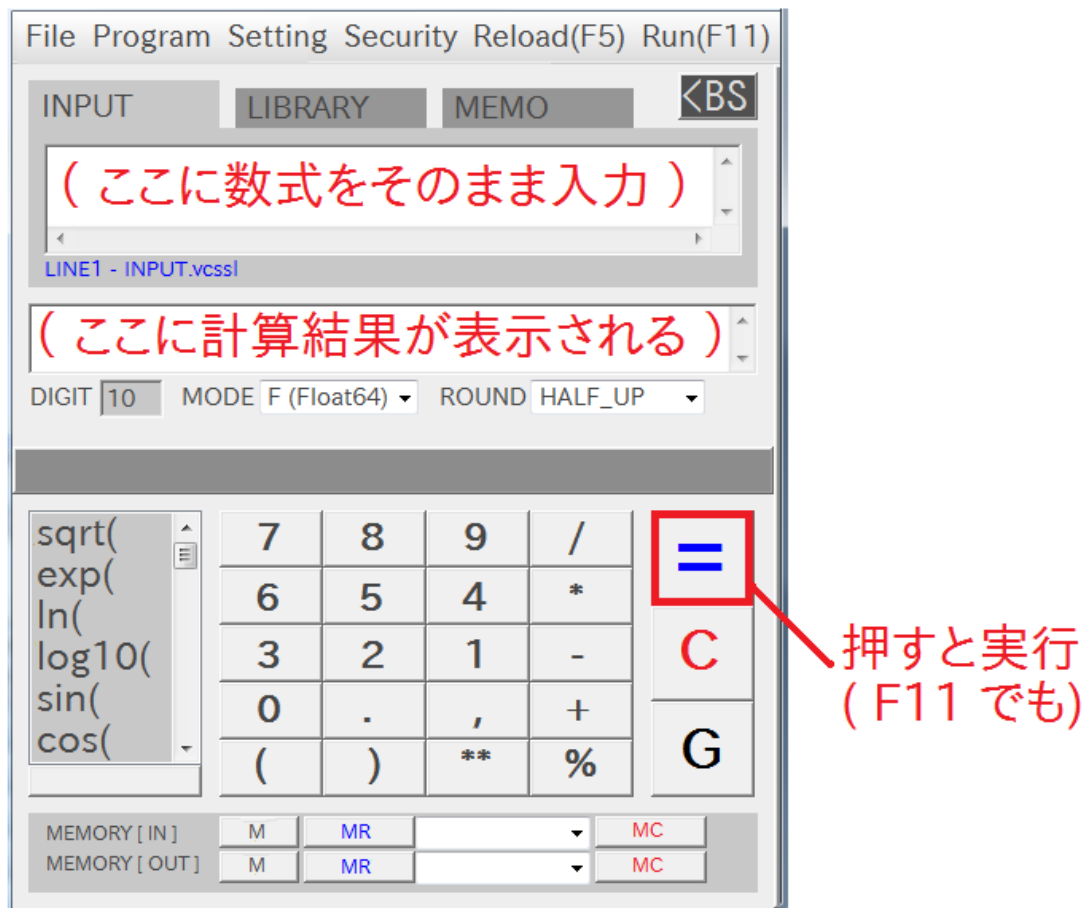 File Program Setting Security Reload(F5) Run(F11)
INPUT LIBRARY MEMO <BS
( ここに数式をそのまま入力 )
LINE1 - INPUT.vcssl
( ここに計算結果が表示される )
DIGIT 10 MODE F (Float64) ROUND HALF_UP
sqrt(
exp(
ln(
log10(
sin(
cos(
7 8 9 /
6 5 4 *
3 2 1 -
0 . , +
( ) ** %
=
C
G
押すと実行
( F11 でも)
MEMORY [ IN ] M MR MC
MEMORY [ OUT ] M MR MC